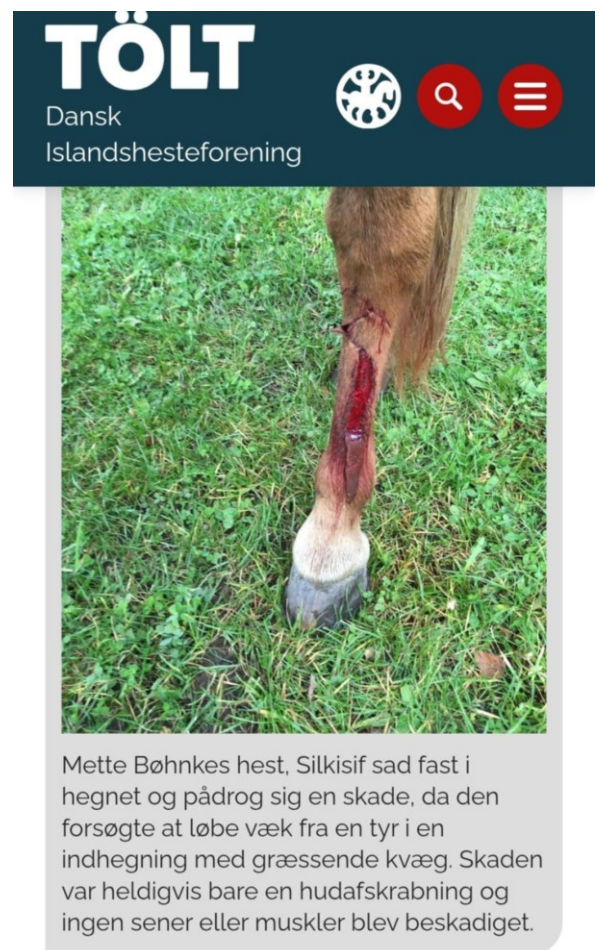 TÖLT
Dansk
Islandshesteforening
Mette Bøhnkes hest, Silkisif sad fast i
hegnet og pådrog sig en skade, da den
forsøgte at løbe væk fra en tyr i en
indhegning med græssende kvæg. Skaden
var heldigvis bare en hudafskrabning og
ingen sener eller muskler blev beskadiget.